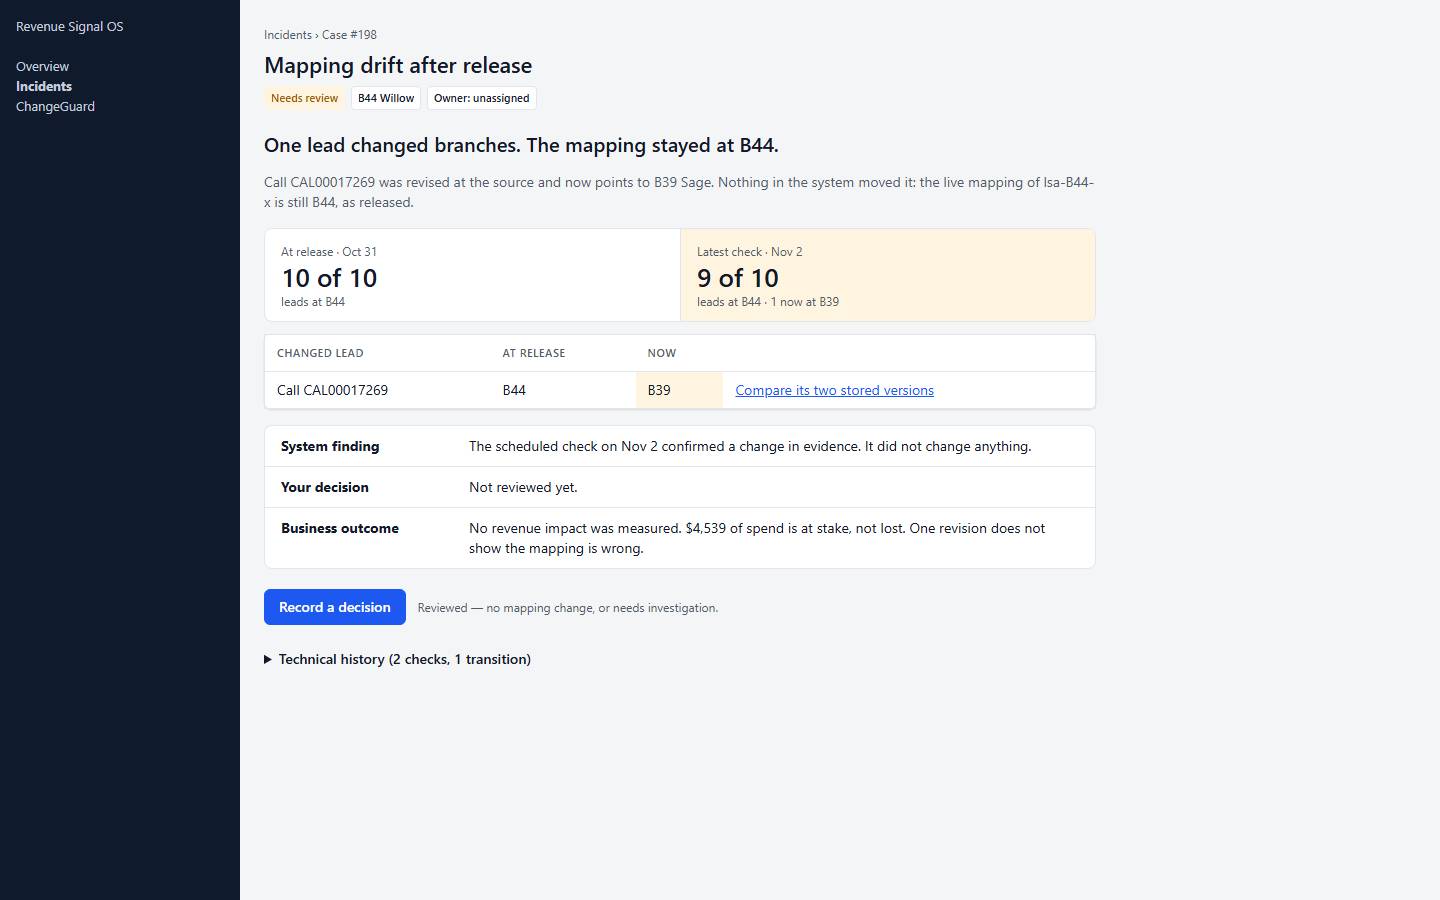 Revenue Signal OS
Overview
Incidents
ChangeGuard
Incidents › Case #198
Mapping drift after release
Needs review
B44 Willow
Owner: unassigned
One lead changed branches. The mapping stayed at B44.
Call CAL00017269 was revised at the source and now points to B39 Sage. Nothing in the system moved it: the live mapping of lsa-B44-
x is still B44, as released.
At release · Oct 31
10 of 10
leads at B44
Latest check · Nov 2
9 of 10
leads at B44 · 1 now at B39
CHANGED LEAD AT RELEASE NOW
Call CAL00017269 B44 B39 Compare its two stored versions
System finding The scheduled check on Nov 2 confirmed a change in evidence. It did not change anything.
Your decision Not reviewed yet.
Business outcome No revenue impact was measured. $4,539 of spend is at stake, not lost. One revision does not
show the mapping is wrong.
Record a decision Reviewed — no mapping change, or needs investigation.
Technical history (2 checks, 1 transition)